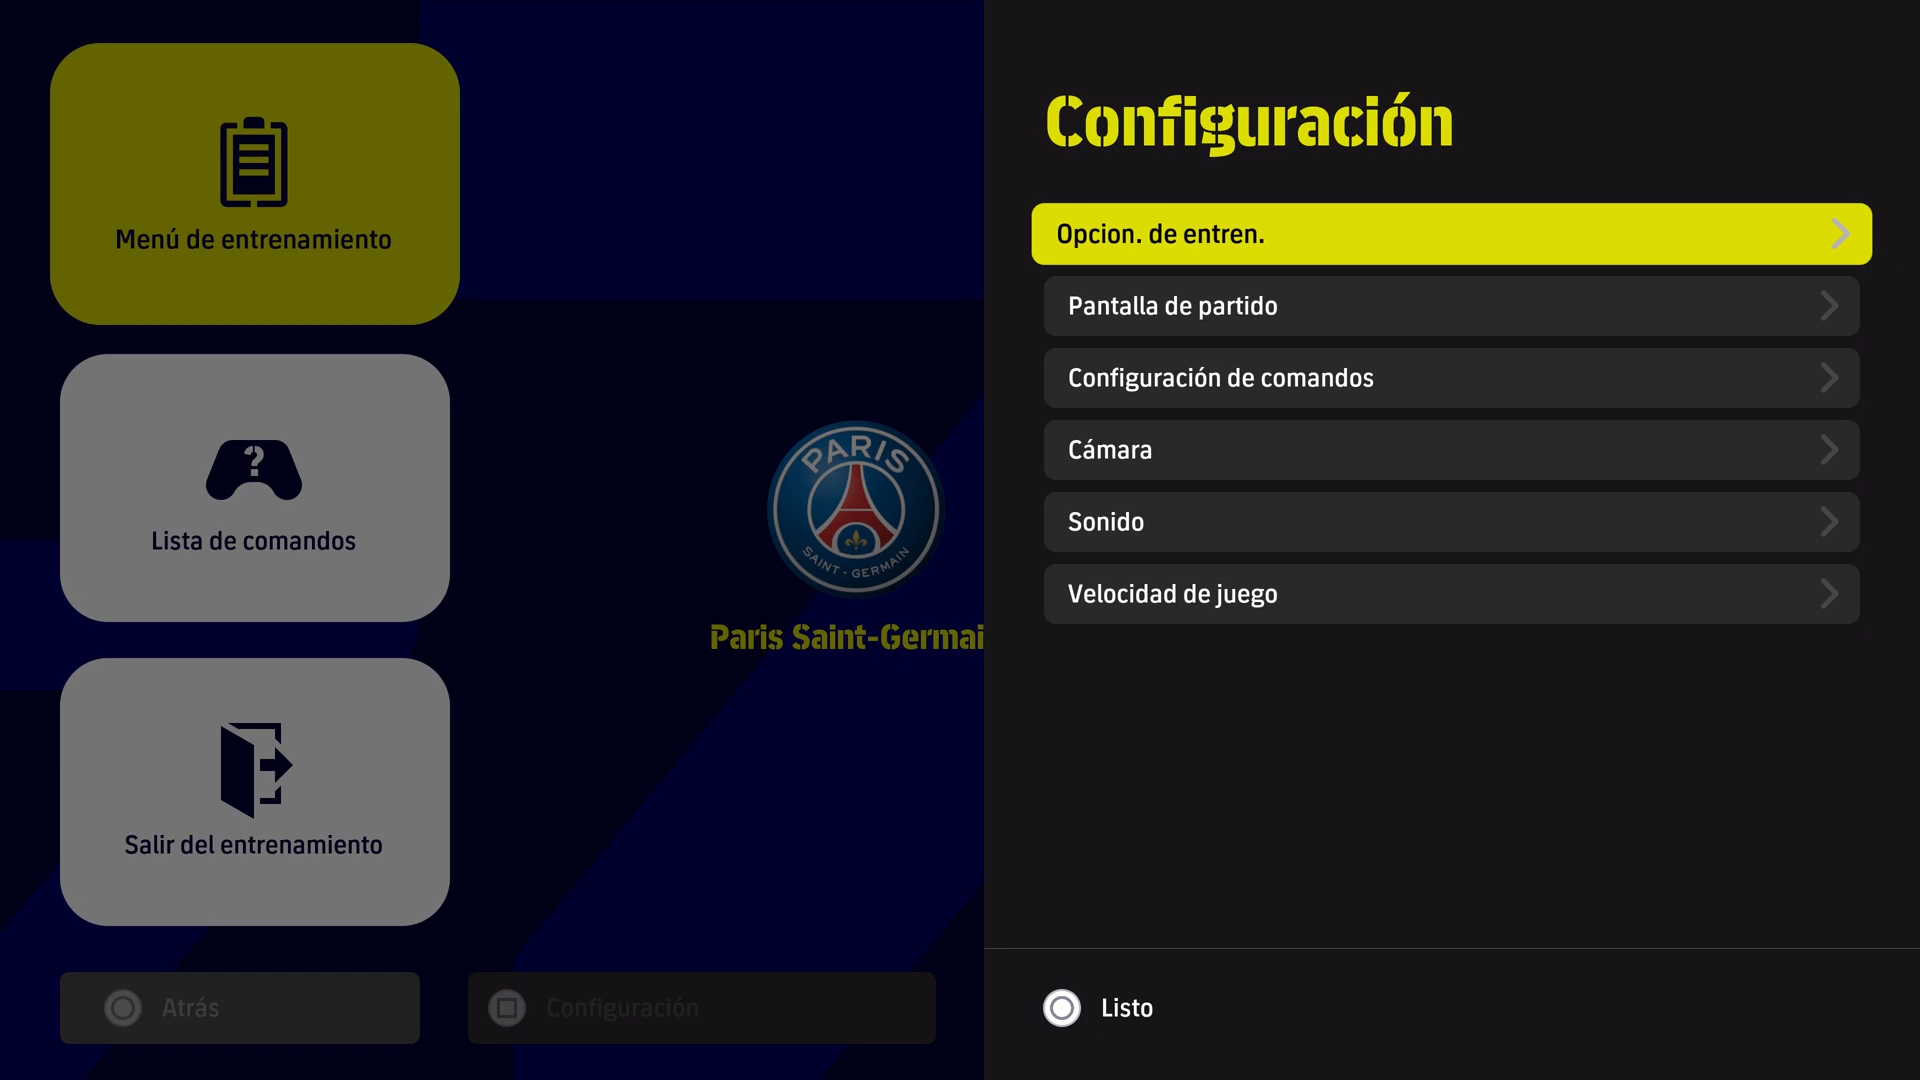 Menú de entrenamiento
?
Lista de comandos
Salir del entrenamiento
Atrás
Configuración
PARIS
SAINT - GERMAIN
Paris Saint-Germai
Configuración
Opcion. de entren.
Pantalla de partido
Configuración de comandos
Cámara
Sonido
Velocidad de juego
Listo